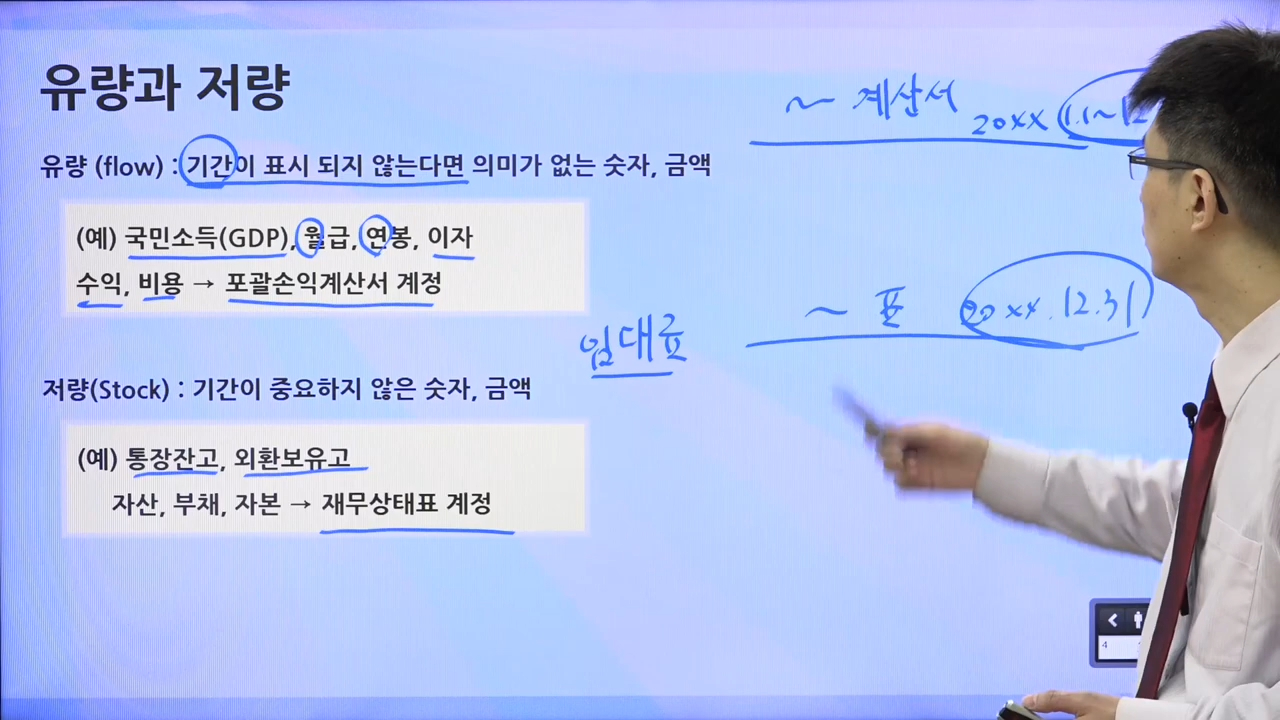 유량과 저량
유량 (flow) : 기간이 표시 되지 않는다면 의미가 없는 숫자, 금액
(예) 국민소득(GDP), 월급, 연봉, 이자
수익, 비용 → 포괄손익계산서 계정
저량(Stock) : 기간이 중요하지 않은 숫자, 금액
(예) 통장잔고, 외환보유고
자산, 부채, 자본 → 재무상태표 계정
~ 계산서 20XX 1.1~12
임대료
~ 표 20XX.12.31
4